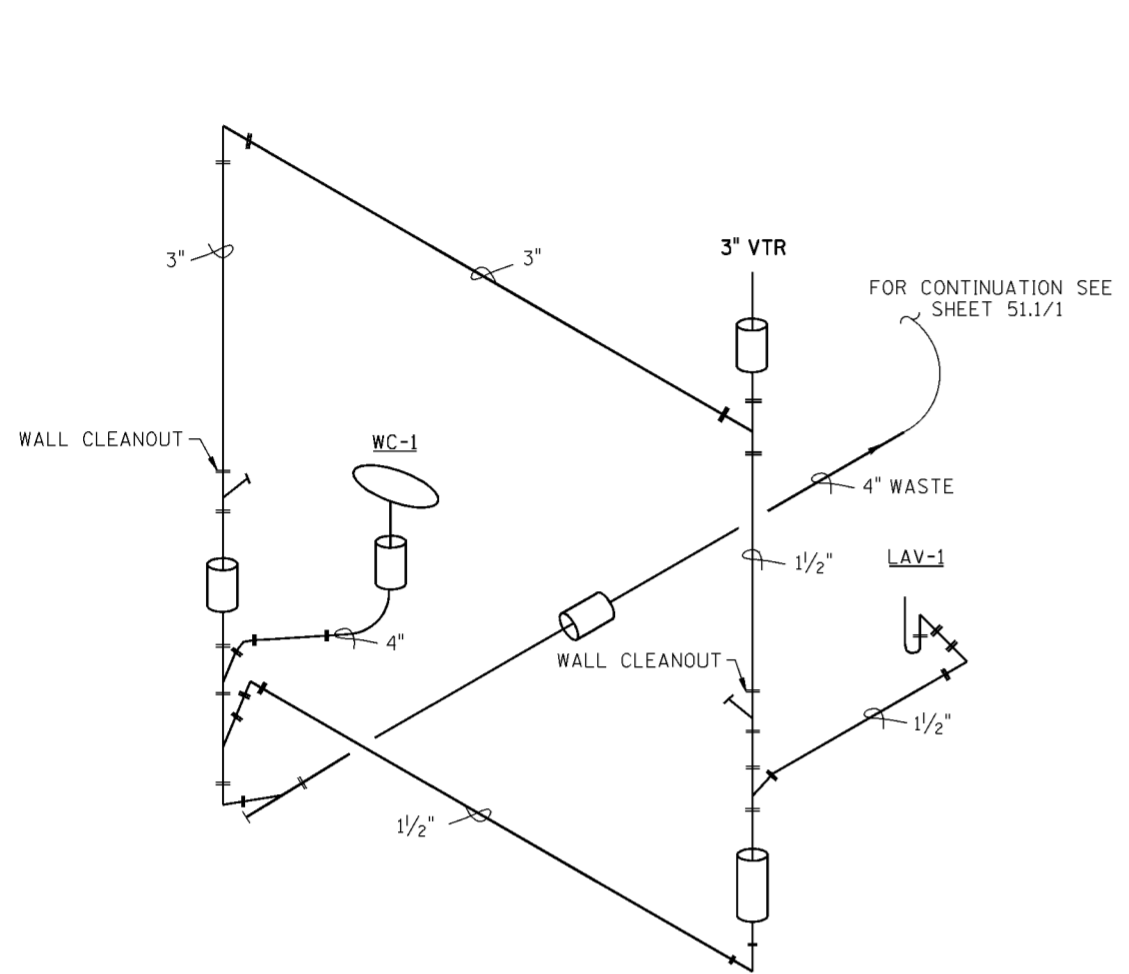 3" VTR
3"
3"
FOR CONTINUATION SEE
SHEET 51.1/1
WALL CLEANOUT
WC-1
4" WASTE
1½"
LAV-1
4"
WALL CLEANOUT
1½"
1½"